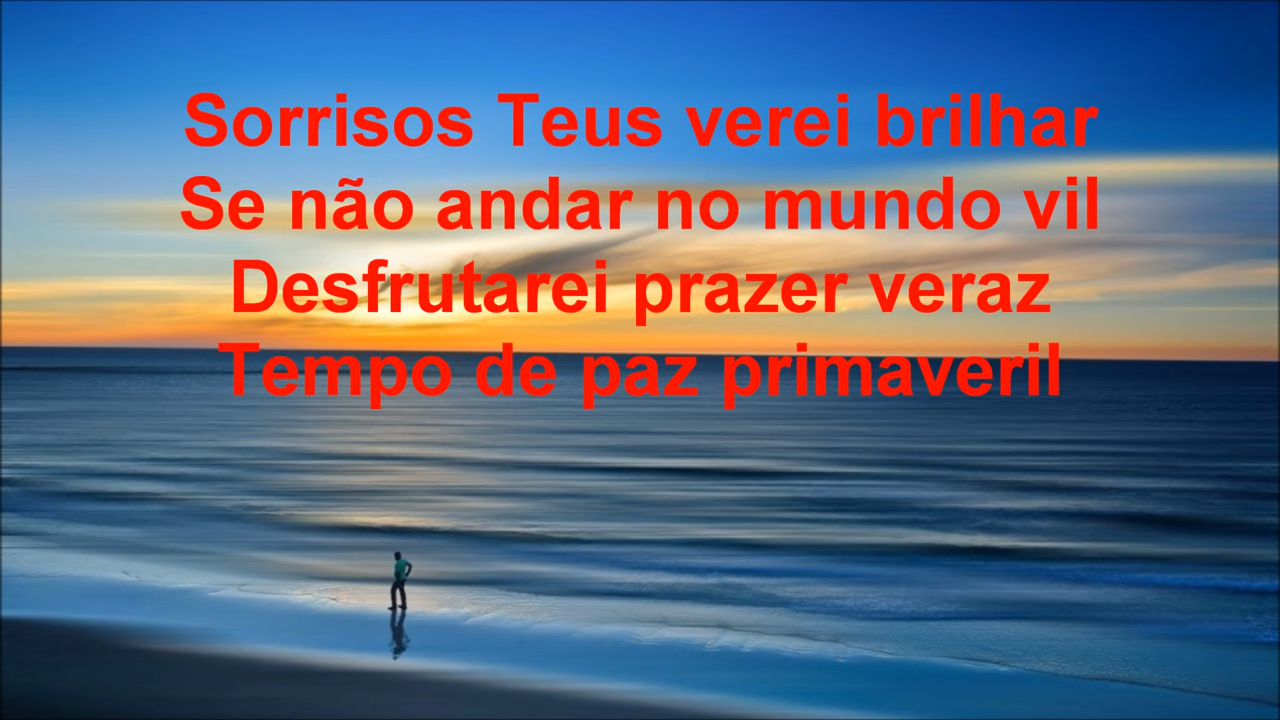 Sorrisos Teus verei brilhar
Se não andar no mundo vil
Desfrutarei prazer veraz
Tempo de paz primaveril